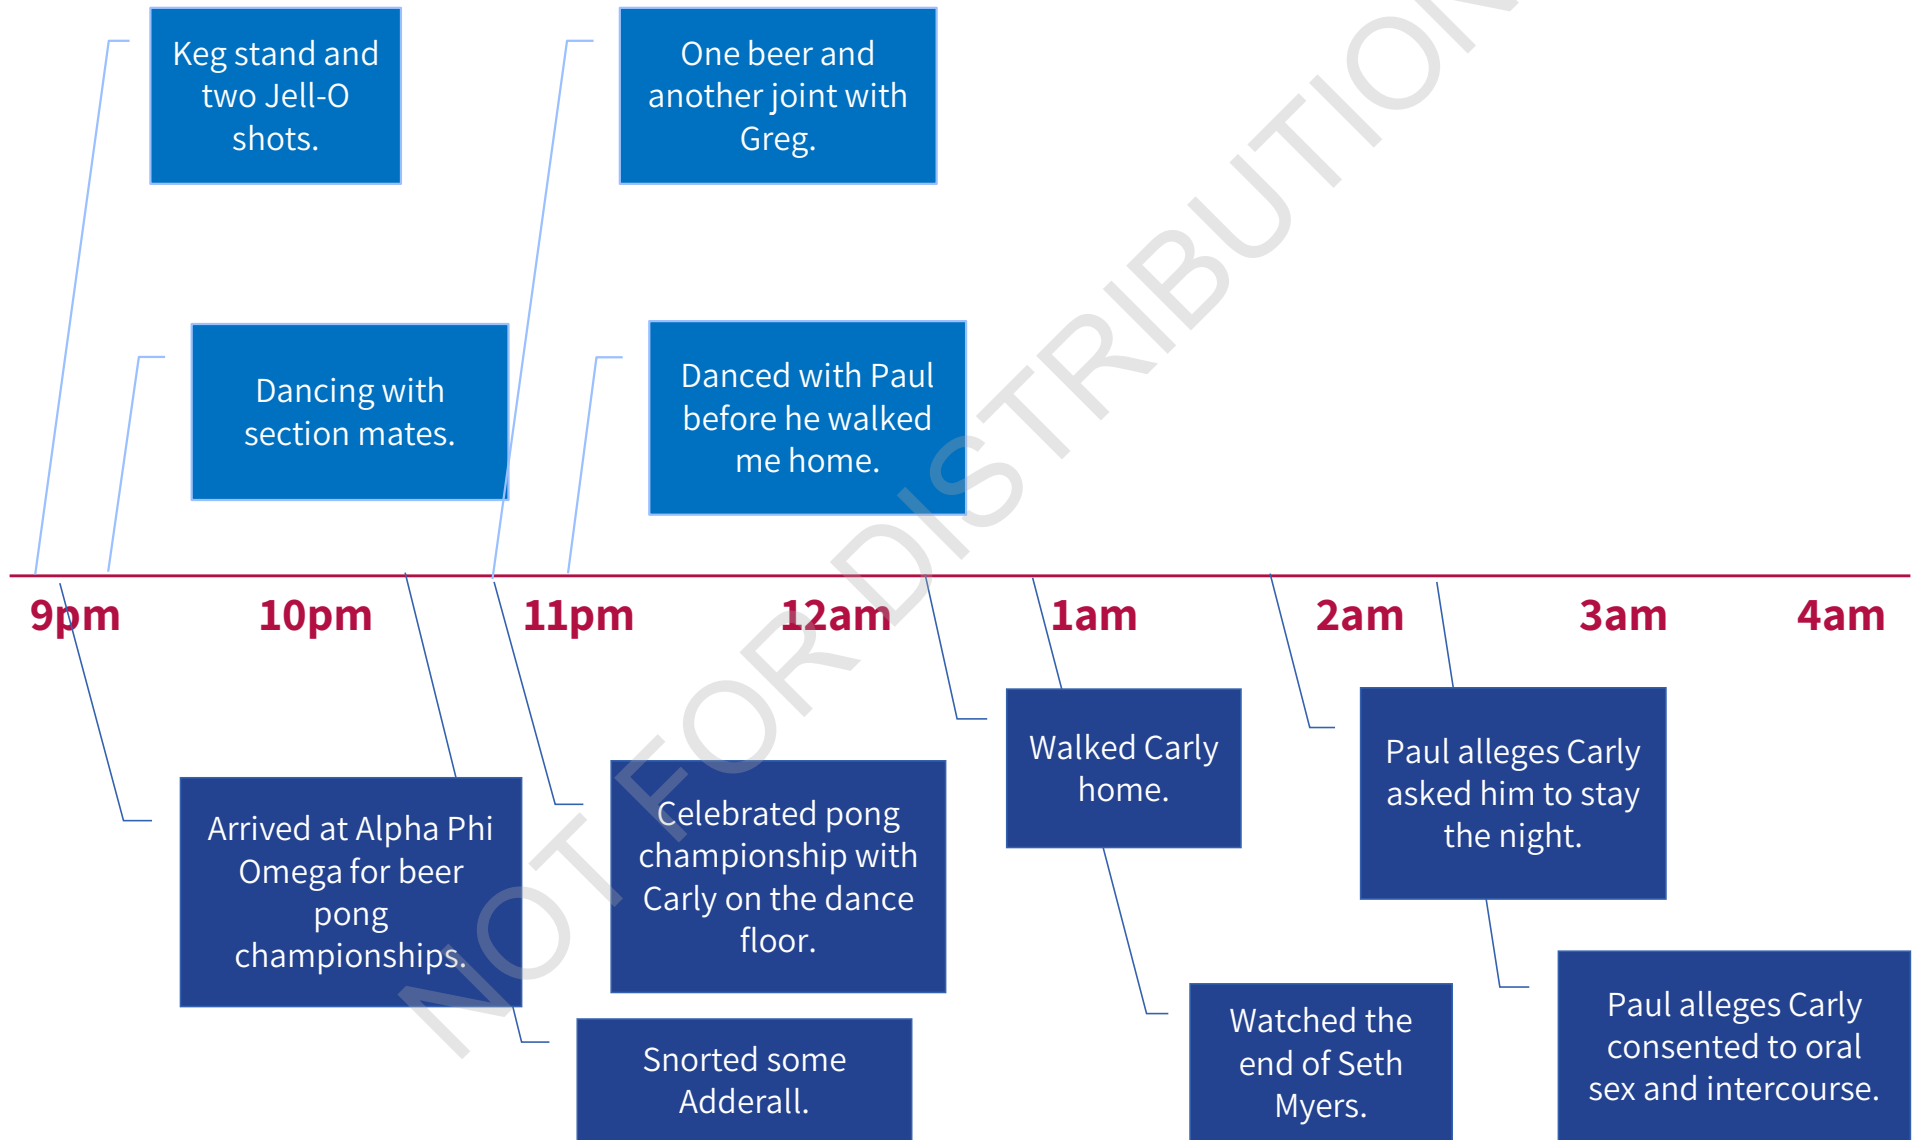 Keg stand and
two Jell-O
shots.
One beer and
another joint with
Greg.
Dancing with
section mates.
Danced with Paul
before he walked
me home.
9pm
10pm
11pm
12am
1am
2am
3am
4am
Arrived at Alpha Phi
Omega for beer
pong
championships.
Celebrated pong
championship with
Carly on the dance
floor.
Walked Carly
home.
Paul alleges Carly
asked him to stay
the night.
Snorted some
Adderall.
Watched the
end of Seth
Myers.
Paul alleges Carly
consented to oral
sex and intercourse.
NOT FOR DISTRIBUTION